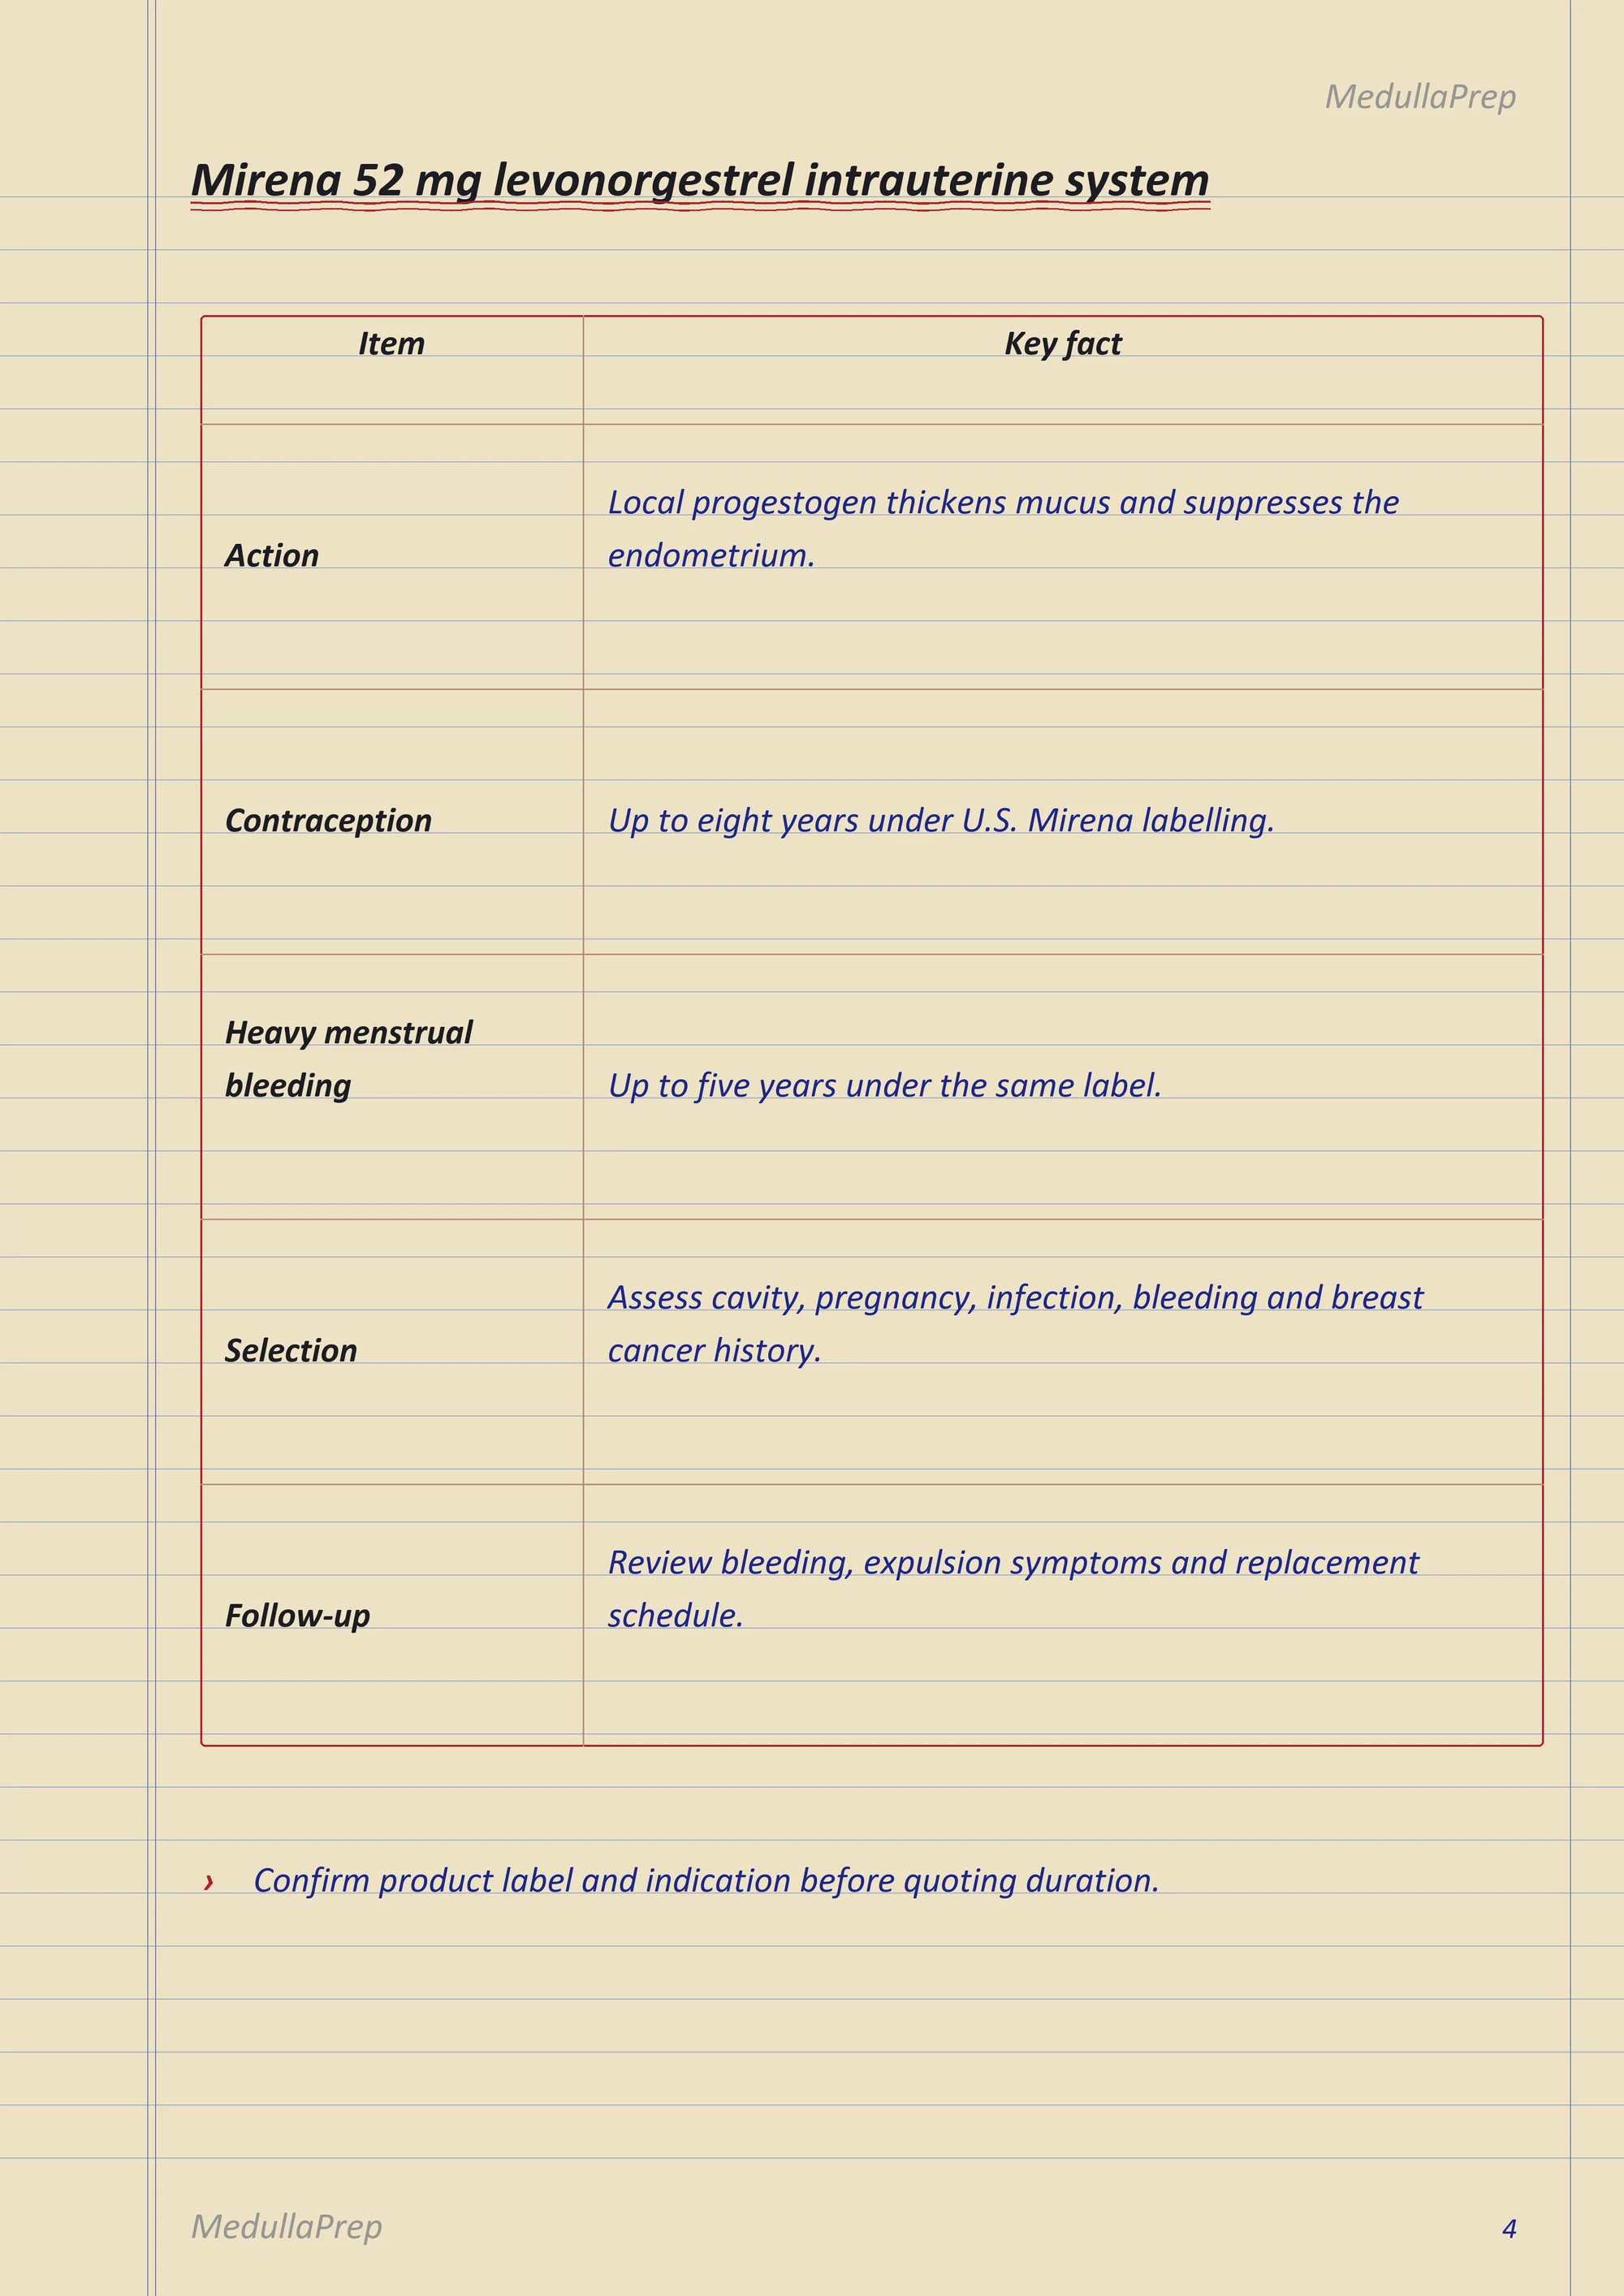 MedullaPrep
Mirena 52 mg levonorgestrel intrauterine system
Item Key fact
Action
Local progestogen thickens mucus and suppresses the
endometrium.
Contraception
Up to eight years under U.S. Mirena labelling.
Heavy menstrual
bleeding
Up to five years under the same label.
Selection
Assess cavity, pregnancy, infection, bleeding and breast
cancer history.
Follow-up
Review bleeding, expulsion symptoms and replacement
schedule.
› Confirm product label and indication before quoting duration.
MedullaPrep
4